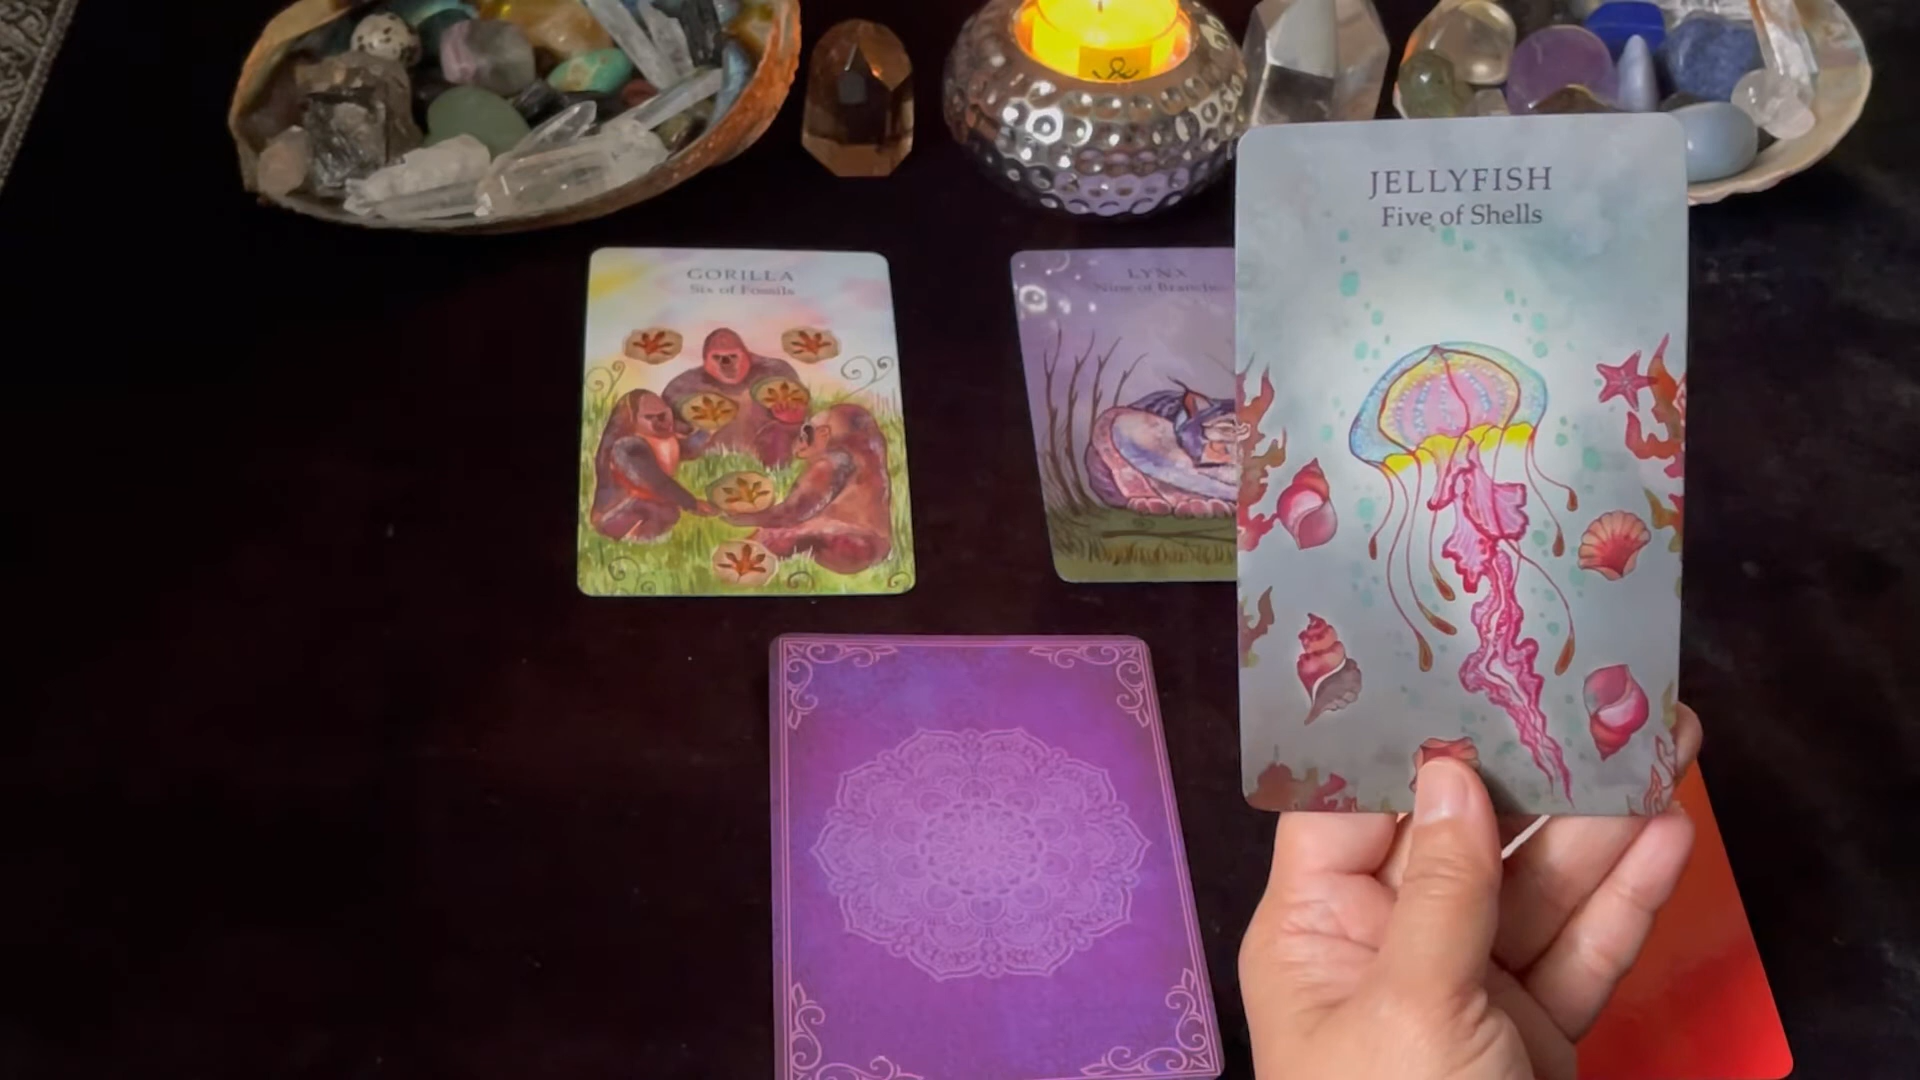 GORILLA
Six of Fossils
LYNX
Nine of Branches
JELLYFISH
Five of Shells